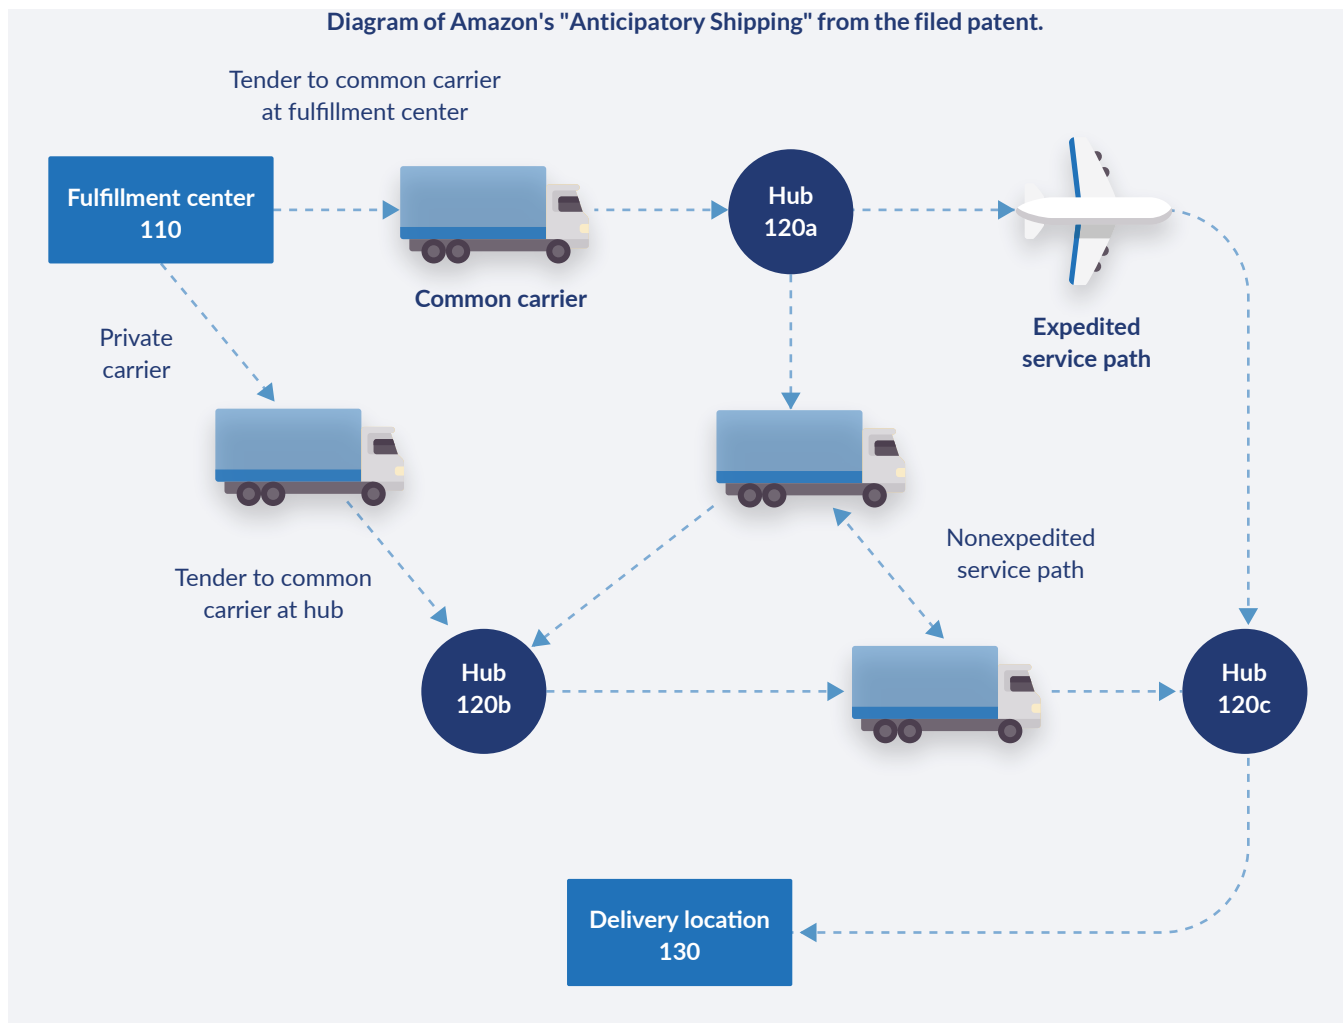 Diagram of Amazon's "Anticipatory Shipping" from the filed patent.
Tender to common carrier
at fulfillment center
Fulfillment center
110
Hub
120a
Common carrier
Expedited
service path
Private
carrier
Nonexpedited
service path
Tender to common
carrier at hub
Hub
120b
Hub
120c
Delivery location
130